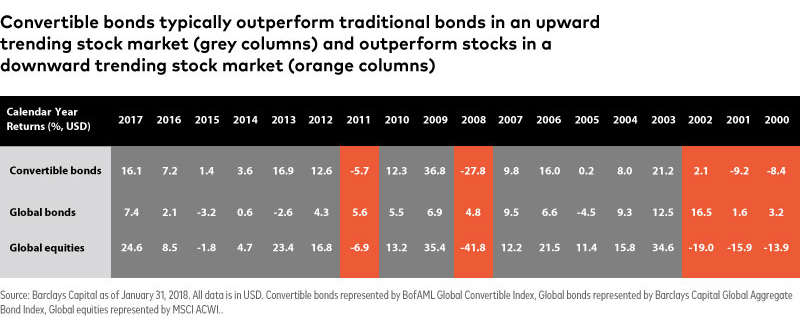 Convertible bonds typically outperform traditional bonds in an upward
trending stock market (grey columns) and outperform stocks in a
downward trending stock market (orange columns)
Calendar Year
Returns (%, USD) 2017 2016 2015 2014 2013 2012 2011 2010 2009 2008 2007 2006 2005 2004 2003 2002 2001 2000
Convertible bonds 16.1 7.2 1.4 3.6 16.9 12.6 -5.7 12.3 36.8 -27.8 9.8 16.0 0.2 8.0 21.2 2.1 -9.2 -8.4
Global bonds 7.4 2.1 -3.2 0.6 -2.6 4.3 5.6 5.5 6.9 4.8 9.5 6.6 -4.5 9.3 12.5 16.5 1.6 3.2
Global equities 24.6 8.5 -1.8 4.7 23.4 16.8 -6.9 13.2 35.4 -41.8 12.2 21.5 11.4 15.8 34.6 -19.0 -15.9 -13.9
Source: Barclays Capital as of January 31, 2018. All data is in USD. Convertible bonds represented by BofAML Global Convertible Index, Global bonds represented by Barclays Capital Global Aggregate
Bond Index, Global equities represented by MSCI ACWI..